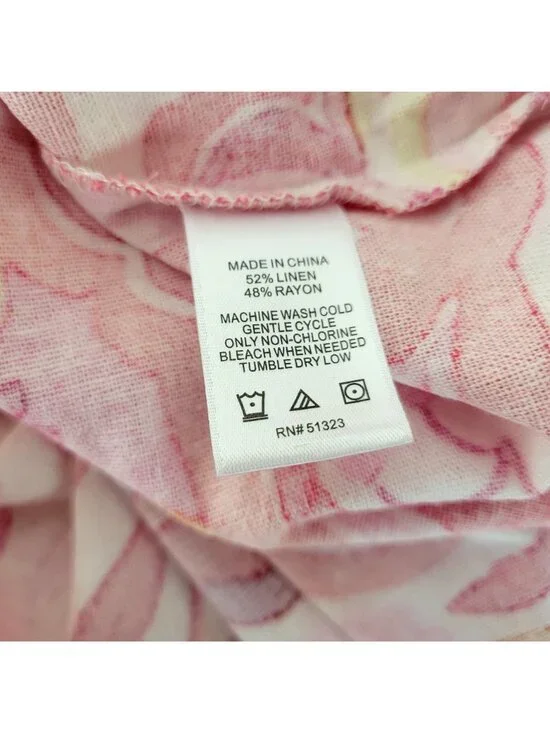 MADE IN CHINA
52% LINEN
48% RAYON
MACHINE WASH COLD
GENTLE CYCLE
ONLY NON-CHLORINE
BLEACH WHEN NEEDED
TUMBLE DRY LOW
RN# 51323